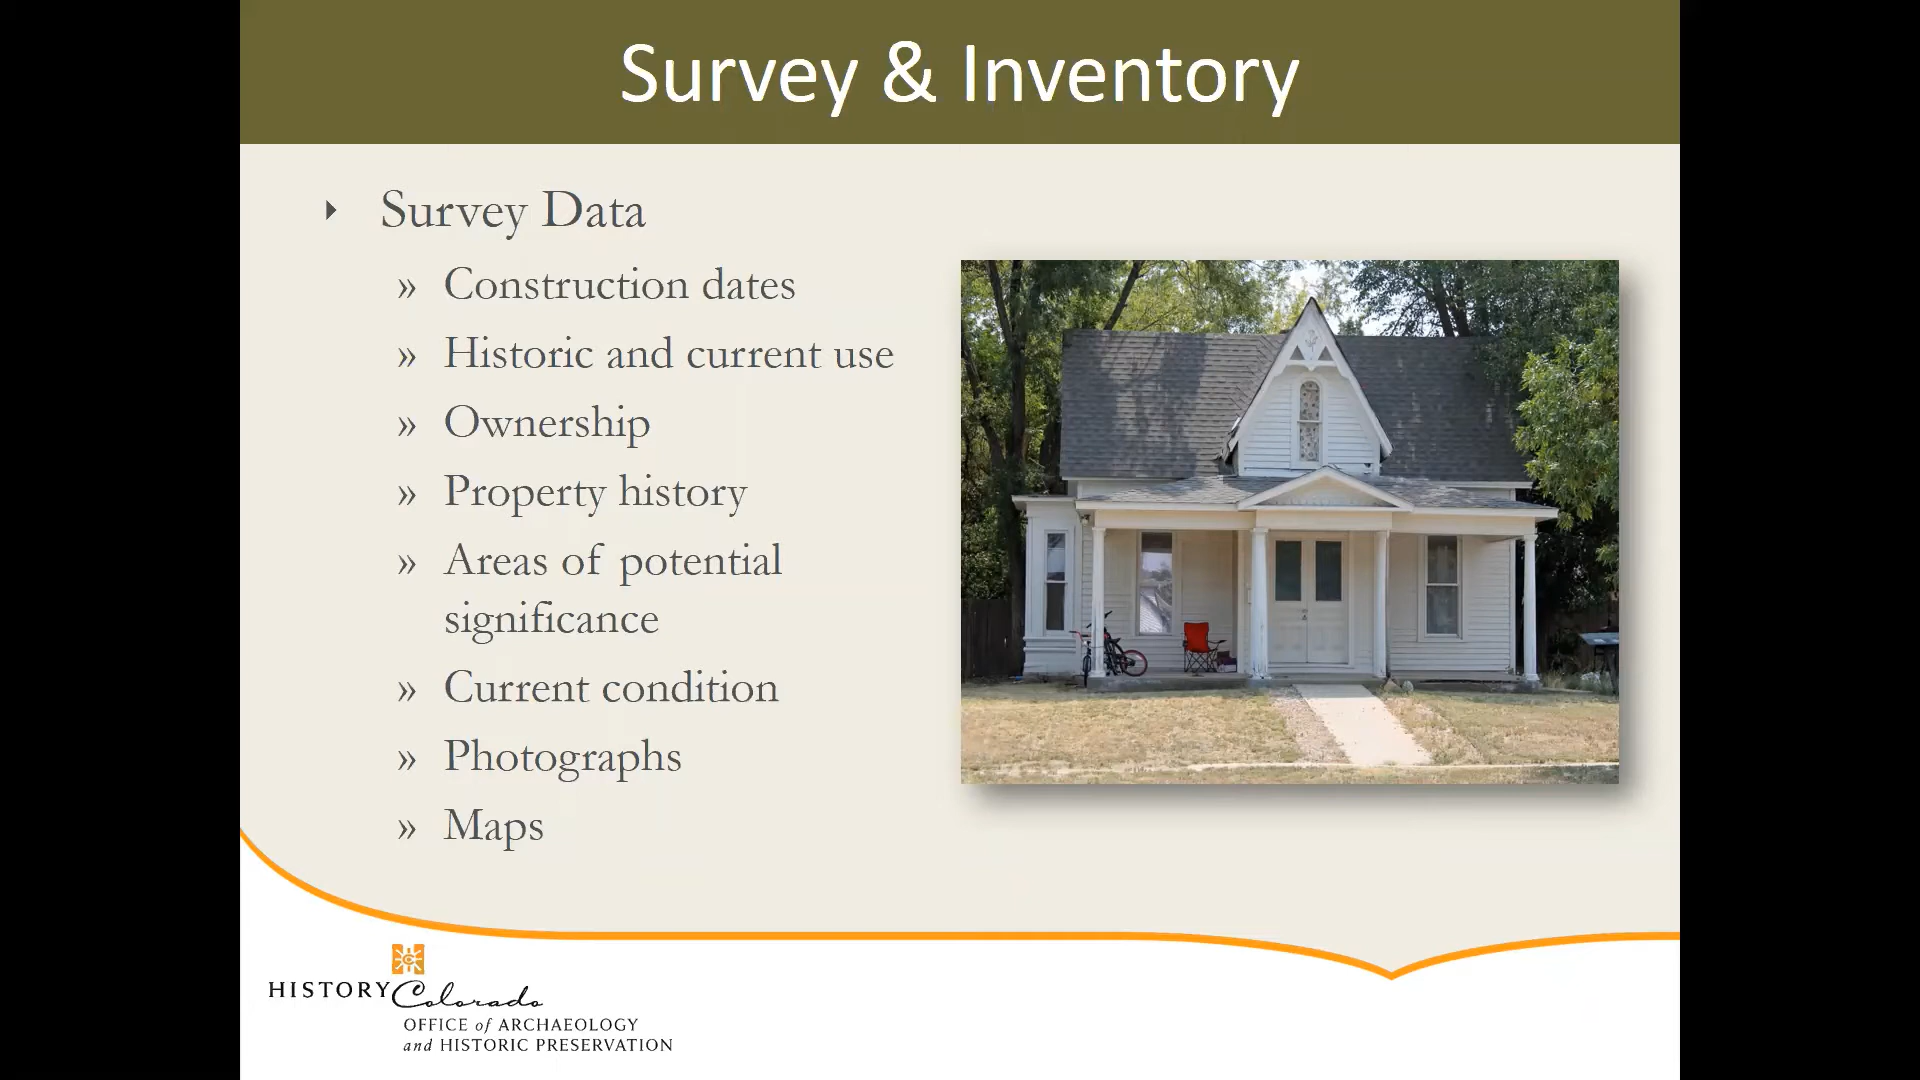 Survey & Inventory
‣ Survey Data
» Construction dates
» Historic and current use
» Ownership
» Property history
» Areas of potential
significance
» Current condition
» Photographs
» Maps
HISTORY Colorado
OFFICE of ARCHAEOLOGY
and HISTORIC PRESERVATION